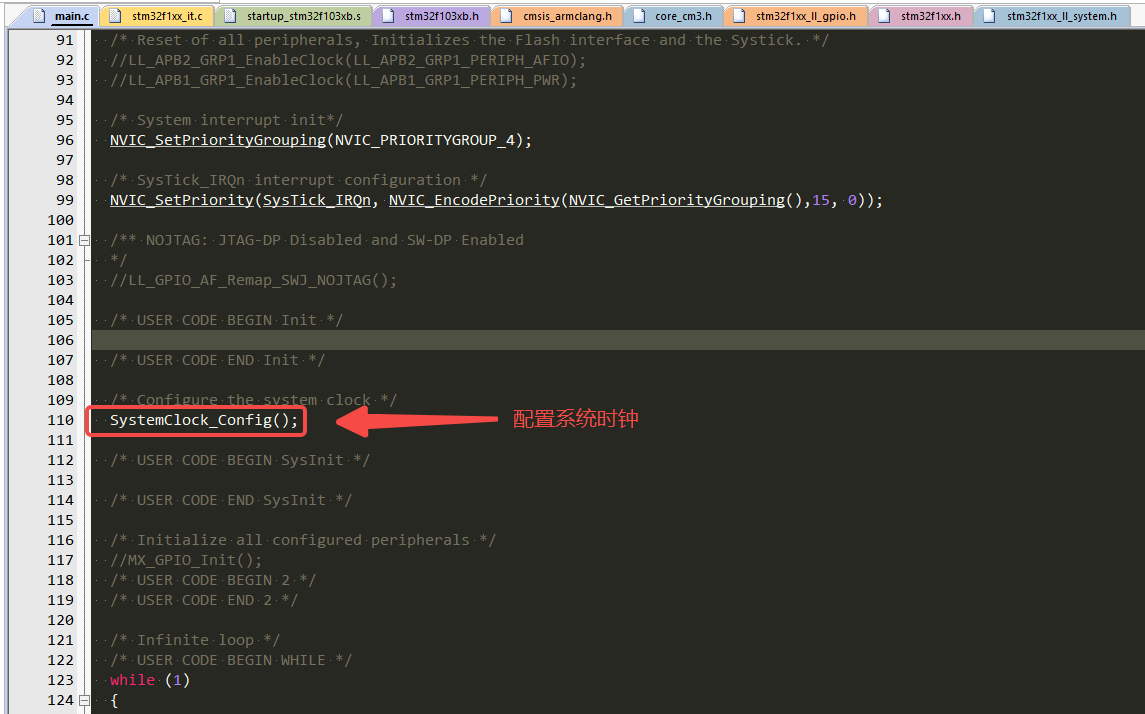 main.c stm32f1xx_it.c startup_stm32f103xb.s stm32f103xb.h cmsis_armclang.h core_cm3.h stm32f1xx_ll_gpio.h stm32f1xx.h stm32f1xx_ll_system.h
91 /* Reset of all peripherals, Initializes the Flash interface and the Systick. */
92 //LL_APB2_GRP1_EnableClock(LL_APB2_GRP1_PERIPH_AFIO);
93 //LL_APB1_GRP1_EnableClock(LL_APB1_GRP1_PERIPH_PWR);
94
95 /* System interrupt init*/
96 NVIC_SetPriorityGrouping(NVIC_PRIORITYGROUP_4);
97
98 /* SysTick_IRQn interrupt configuration */
99 NVIC_SetPriority(SysTick_IRQn, NVIC_EncodePriority(NVIC_GetPriorityGrouping(),15, 0));
100
101 /** NOJTAG: JTAG-DP Disabled and SW-DP Enabled
102 */
103 //LL_GPIO_AF_Remap_SWJ_NOJTAG();
104
105 /* USER CODE BEGIN Init */
106
107 /* USER CODE END Init */
108
109 /* Configure the system clock */
110 SystemClock_Config(); 配置系统时钟
111
112 /* USER CODE BEGIN SysInit */
113
114 /* USER CODE END SysInit */
115
116 /* Initialize all configured peripherals */
117 //MX_GPIO_Init();
118 /* USER CODE BEGIN 2 */
119 /* USER CODE END 2 */
120
121 /* Infinite loop */
122 /* USER CODE BEGIN WHILE */
123 while (1)
124 {